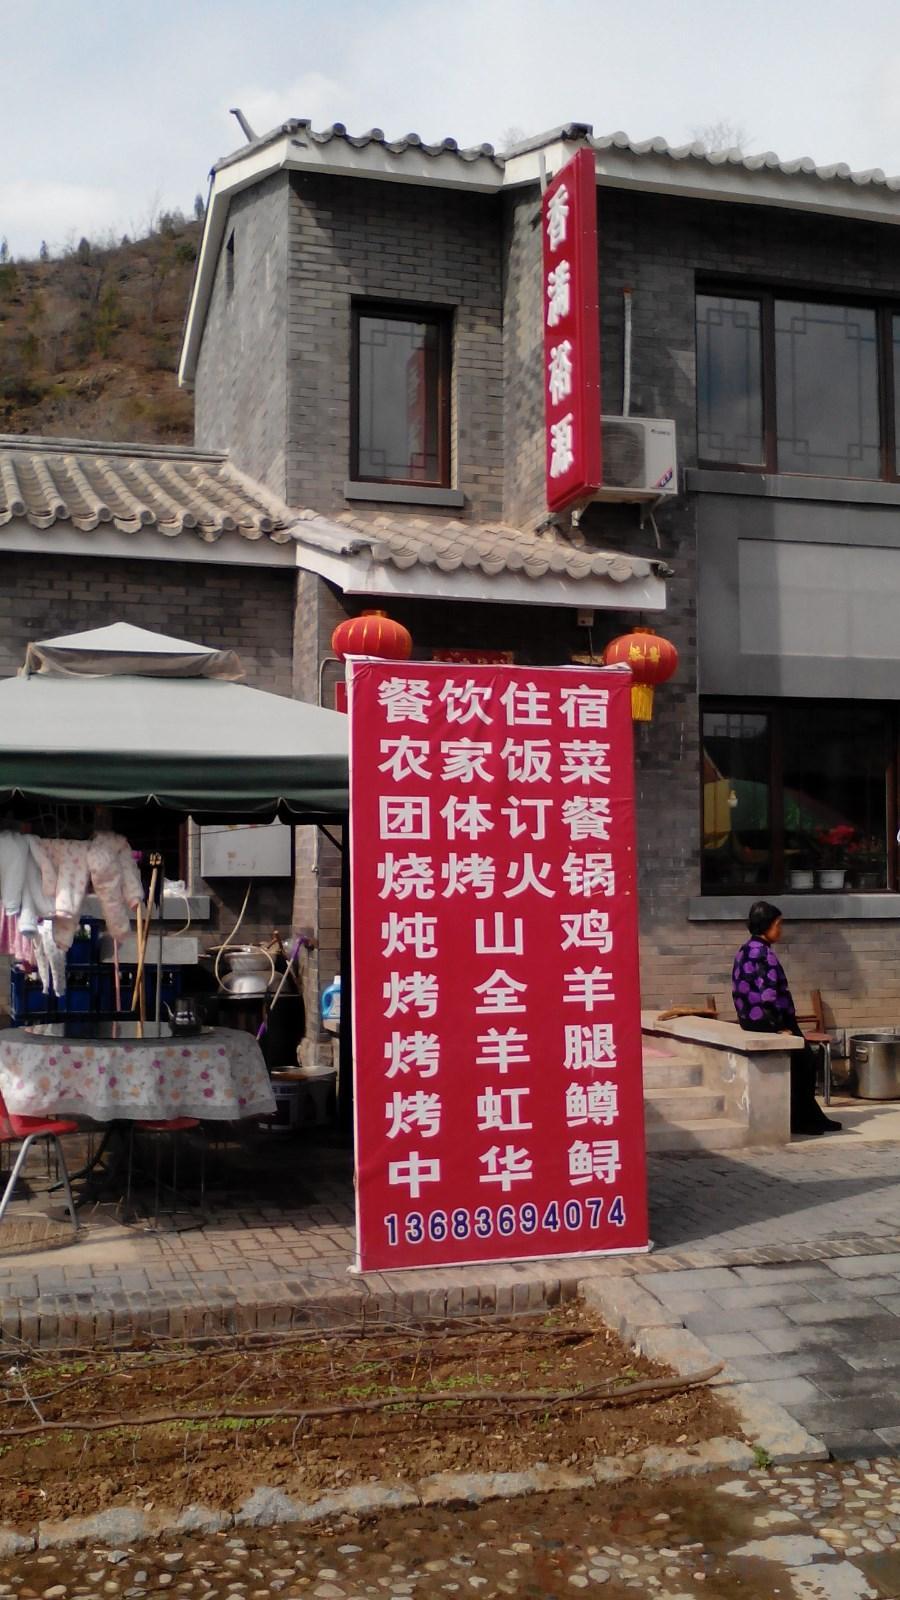 香满裕源
餐饮住宿
农家饭菜
团体订餐
烧烤火锅
炖山鸡
烤全羊
烤羊腿
烤虹鳟
中华鲟
13683694074